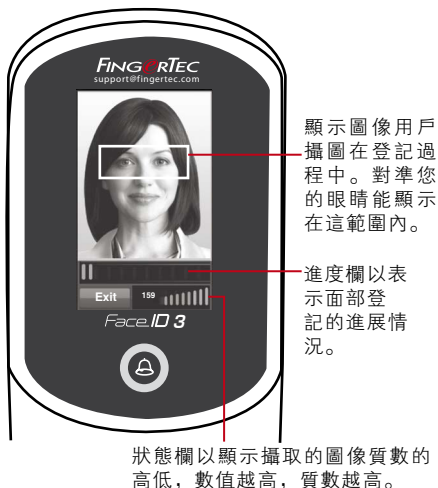 FINGERTEC
support@fingertec.com
顯示圖像用戶
攝圖在登記過
程中。對準您
的眼睛能顯示
在這範圍內。
進度欄以表
示面部登
記的進展情
況。
Exit 159
Face ID 3
狀態欄以顯示攝取的圖像質數的
高低，數值越高，質數越高。